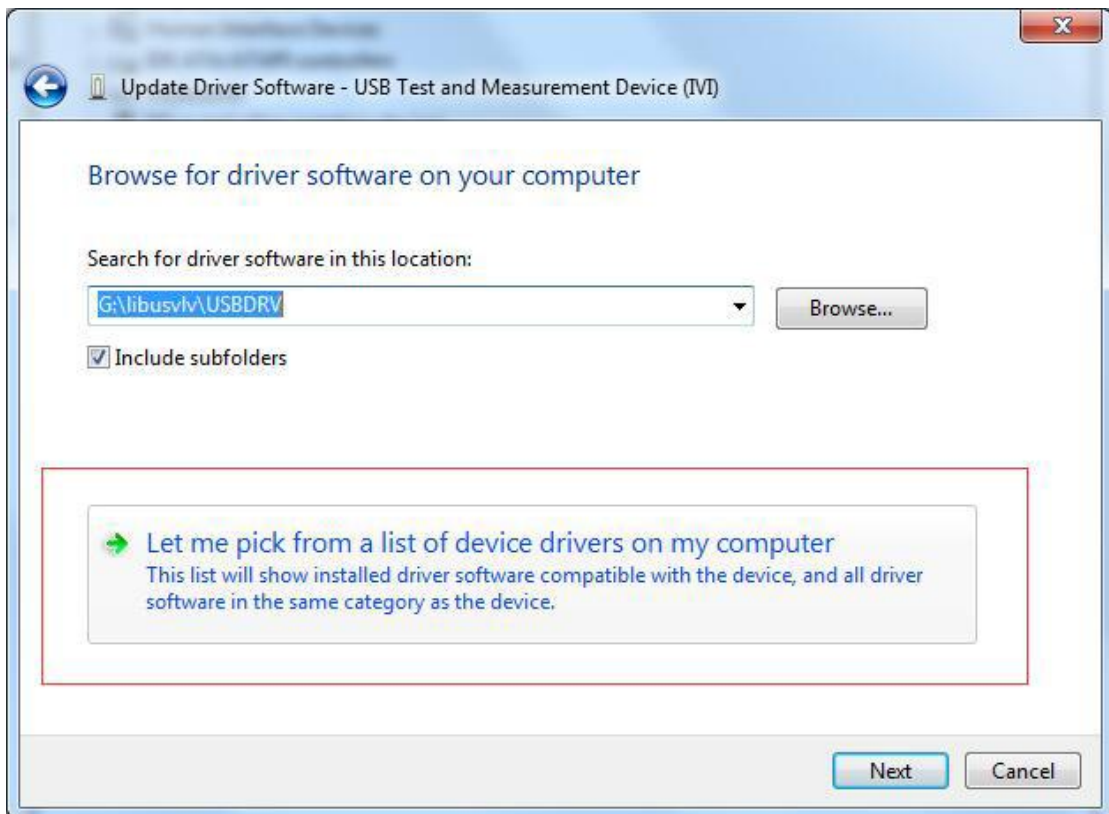 Update Driver Software - USB Test and Measurement Device (IVI)
Browse for driver software on your computer
Search for driver software in this location:
G:\libusvlv\USBDRV
Browse...
Include subfolders
Let me pick from a list of device drivers on my computer
This list will show installed driver software compatible with the device, and all driver
software in the same category as the device.
Next
Cancel